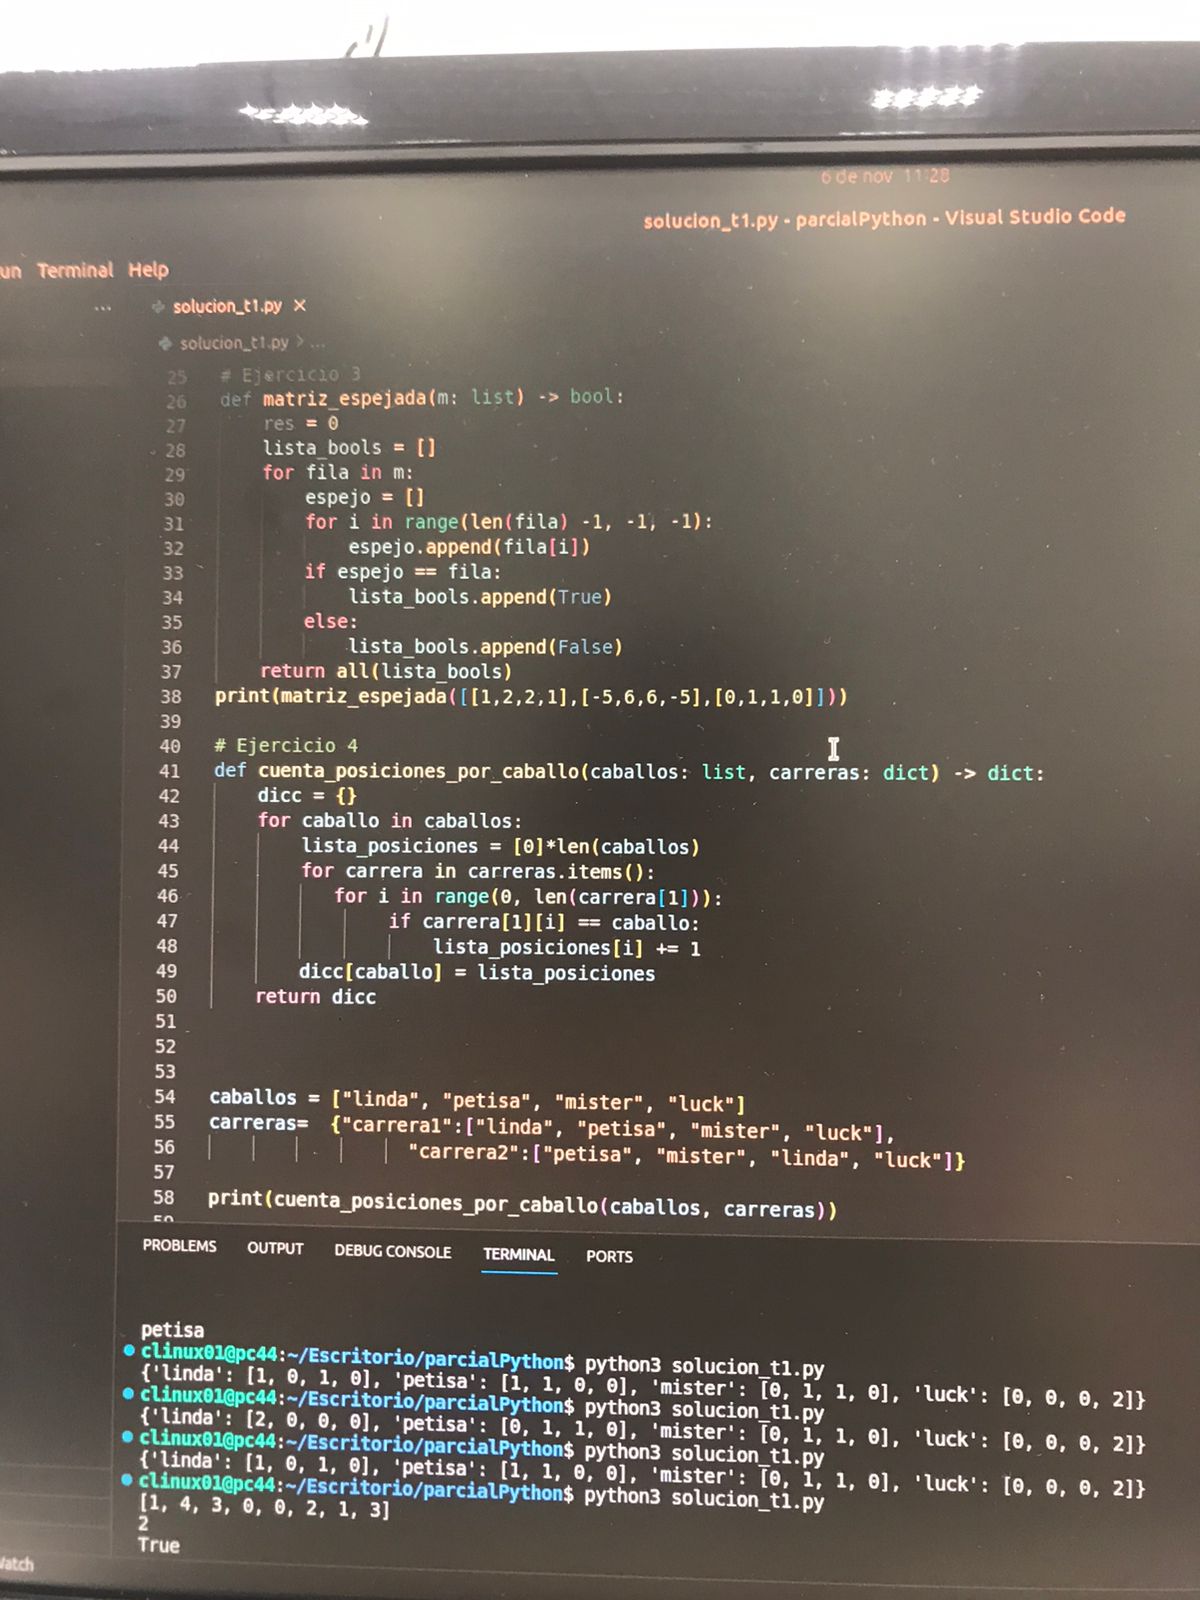 6 de nov 11:28
solucion_t1.py - parcialPython - Visual Studio Code
un Terminal Help
... solucion_t1.py ×
solucion_t1.py > ...
25 # Ejercicio 3
26 def matriz_espejada(m: list) -> bool:
27 res = 0
28 lista_bools = []
29 for fila in m:
30 espejo = []
31 for i in range(len(fila) -1, -1, -1):
32 espejo.append(fila[i])
33 if espejo == fila:
34 lista_bools.append(True)
35 else:
36 lista_bools.append(False)
37 return all(lista_bools)
38 print(matriz_espejada([[1,2,2,1],[-5,6,6,-5],[0,1,1,0]]))
39
40 # Ejercicio 4
41 def cuenta_posiciones_por_caballo(caballos: list, carreras: dict) -> dict:
42 dicc = {}
43 for caballo in caballos:
44 lista_posiciones = [0]*len(caballos)
45 for carrera in carreras.items():
46 for i in range(0, len(carrera[1])):
47 if carrera[1][i] == caballo:
48 lista_posiciones[i] += 1
49 dicc[caballo] = lista_posiciones
50 return dicc
51
52
53
54 caballos = ["linda", "petisa", "mister", "luck"]
55 carreras= {"carrera1":["linda", "petisa", "mister", "luck"],
56 "carrera2":["petisa", "mister", "linda", "luck"]}
57
58 print(cuenta_posiciones_por_caballo(caballos, carreras))
59
PROBLEMS OUTPUT DEBUG CONSOLE TERMINAL PORTS
petisa
clinux01@pc44:~/Escritorio/parcialPython$ python3 solucion_t1.py
{'linda': [1, 0, 1, 0], 'petisa': [1, 1, 0, 0], 'mister': [0, 1, 1, 0], 'luck': [0, 0, 0, 2]}
clinux01@pc44:~/Escritorio/parcialPython$ python3 solucion_t1.py
{'linda': [2, 0, 0, 0], 'petisa': [0, 1, 1, 0], 'mister': [0, 1, 1, 0], 'luck': [0, 0, 0, 2]}
clinux01@pc44:~/Escritorio/parcialPython$ python3 solucion_t1.py
{'linda': [1, 0, 1, 0], 'petisa': [1, 1, 0, 0], 'mister': [0, 1, 1, 0], 'luck': [0, 0, 0, 2]}
clinux01@pc44:~/Escritorio/parcialPython$ python3 solucion_t1.py
[1, 4, 3, 0, 0, 2, 1, 3]
2
True
Watch